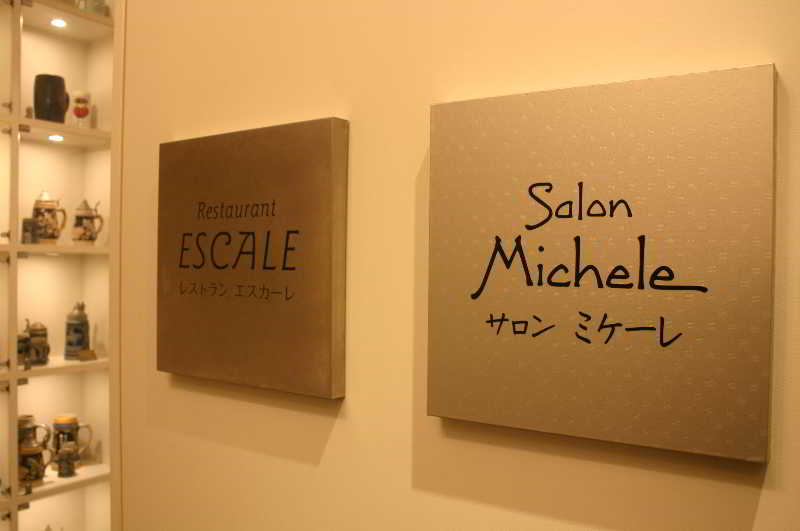 Restaurant
ESCALE
レストラン エスカーレ
Salon
Michele
サロン ミケーレ